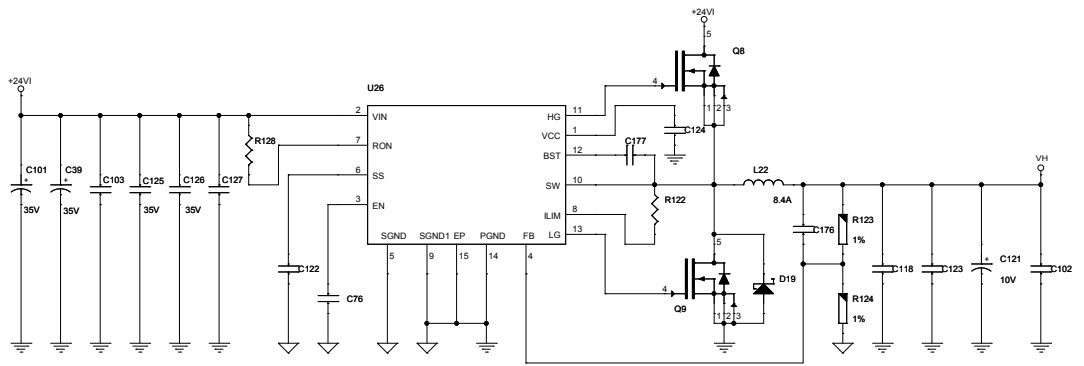 +24VI
5
Q8
4
1 2 3
+24VI
U26
2
VIN
HG
11
R128
7
RON
VCC
1
C124
C177
BST
12
C101
35V
C39
35V
C103
C125
35V
C126
35V
C127
6
SS
SW
10
L22
8.4A
VH
3
EN
ILIM
8
R122
LG
13
SGND
SGND1
EP
PGND
FB
5
9
15
14
4
C176
R123
1%
C122
C76
5
4
Q9
1 2 3
D19
R124
1%
C118
C123
C121
10V
C102